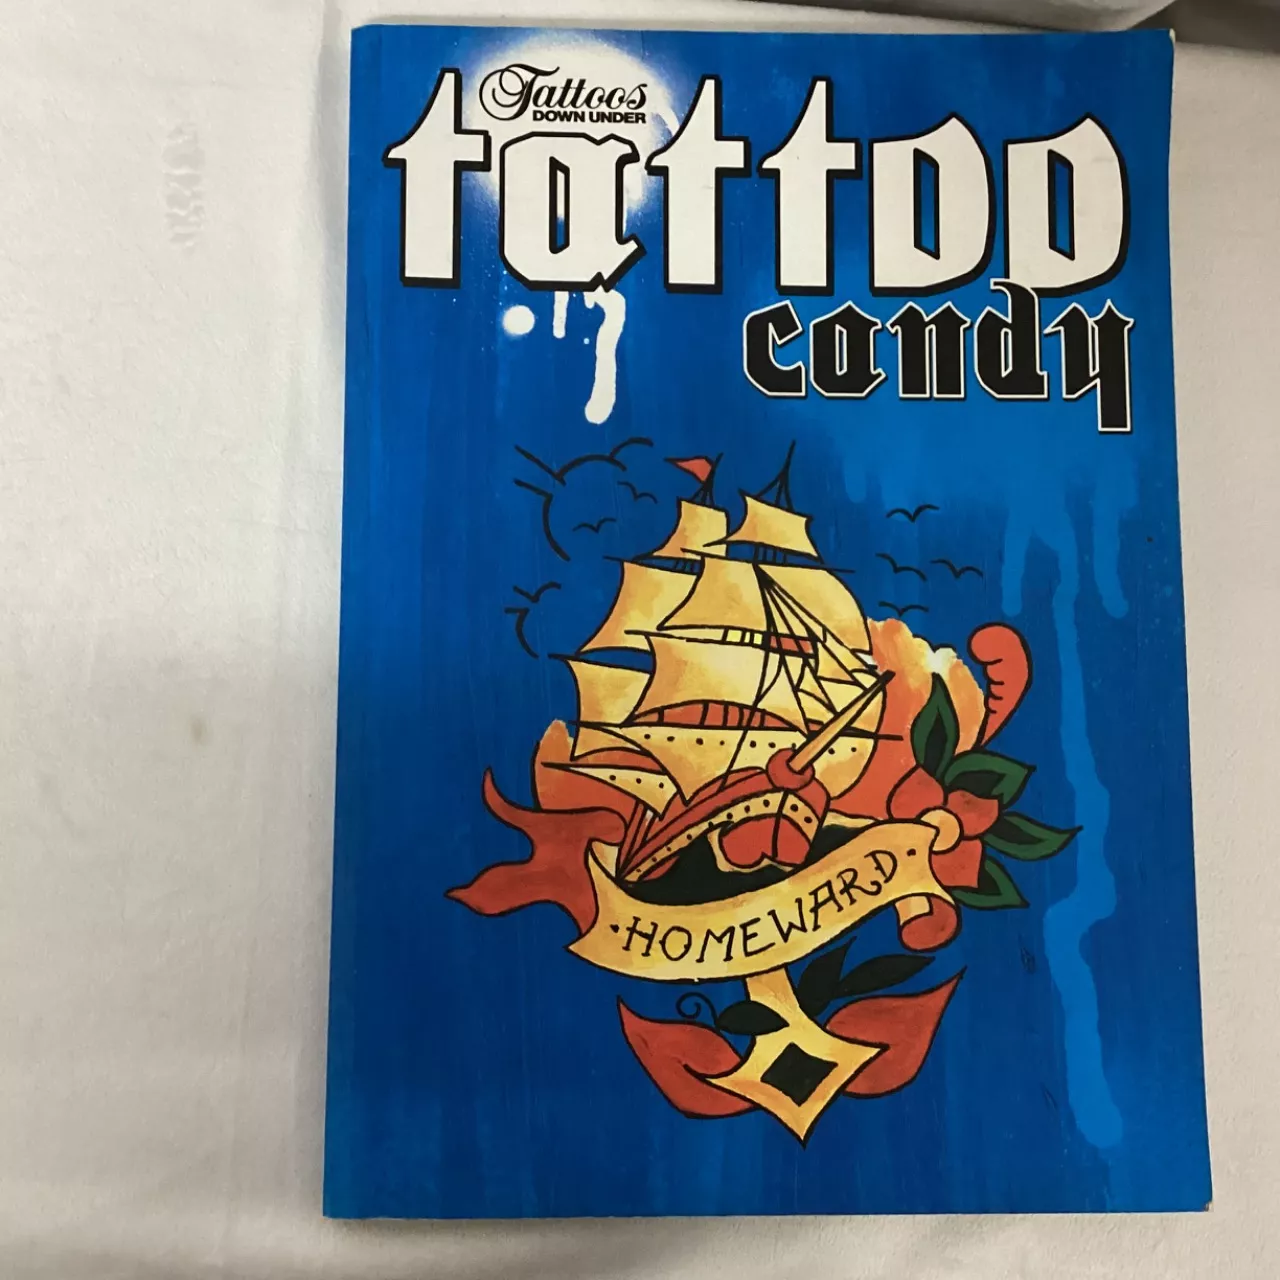 Tattoos
DOWN UNDER
tattoo
candy
HOMEWARD